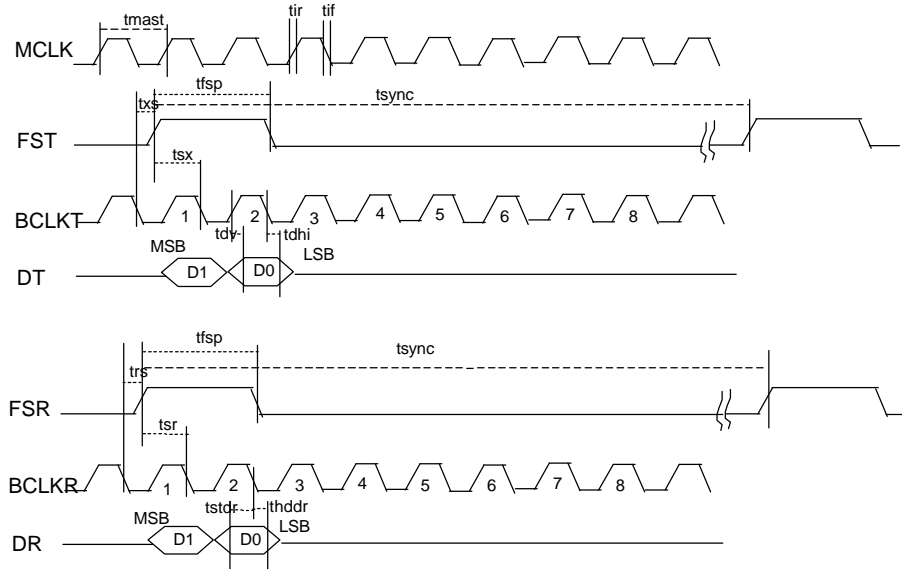 tmast
tir
tif
MCLK
tfsp
tsync
txs
FST
tsx
BCLKT
1 2 3 4 5 6 7 8
tdv
tdhi
MSB
LSB
DT
D1 D0
tfsp
tsync
trs
FSR
tsr
BCLKR
1 2 3 4 5 6 7 8
tstdr
thddr
MSB
LSB
DR
D1 D0